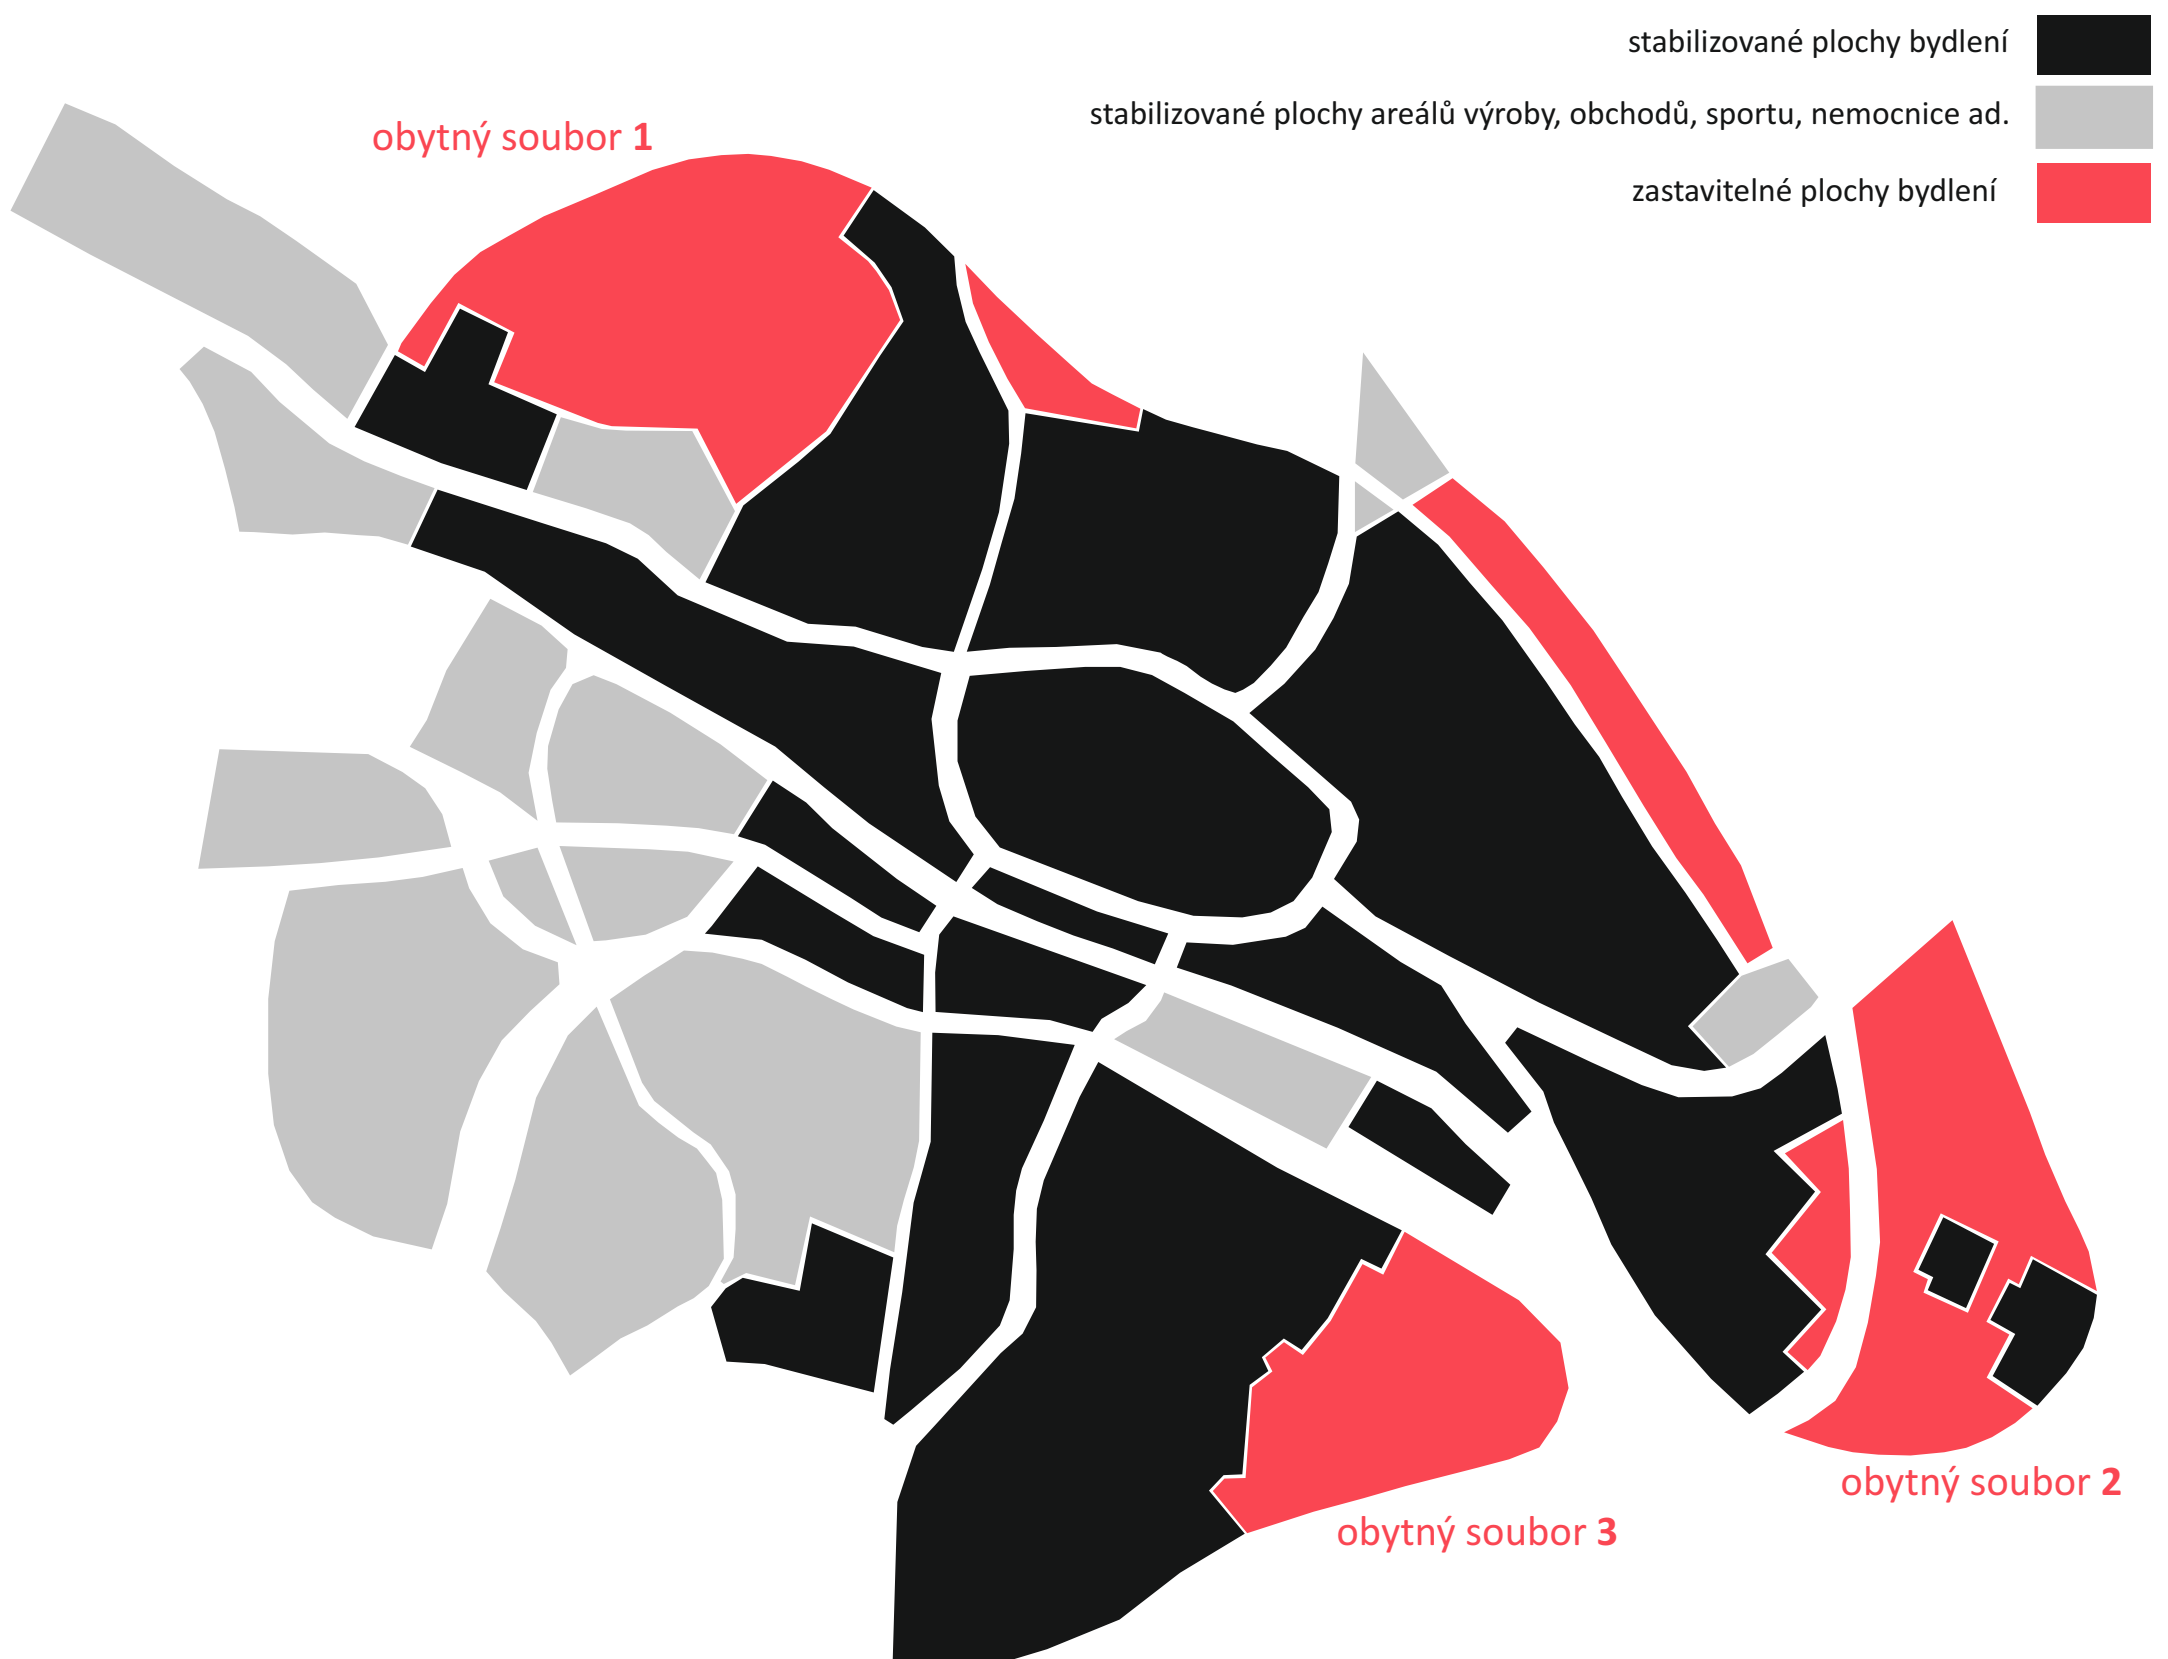 stabilizované plochy bydlení
stabilizované plochy areálů výroby, obchodů, sportu, nemocnice ad.
zastavitelné plochy bydlení
obytný soubor 1
obytný soubor 2
obytný soubor 3